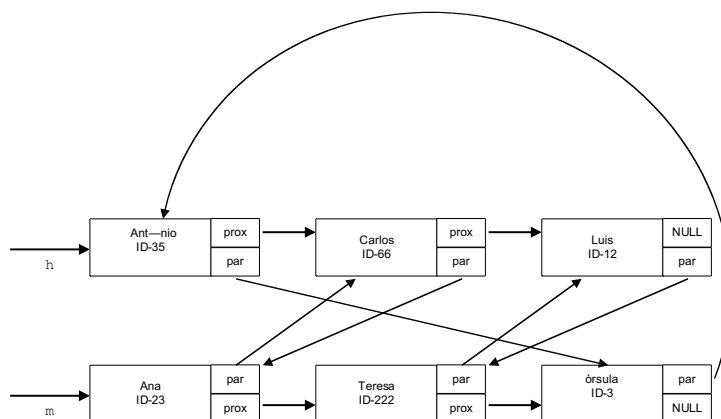 Ant—nio
ID-35
prox
par
Carlos
ID-66
prox
par
Luis
ID-12
NULL
par
h
Ana
ID-23
par
prox
Teresa
ID-222
par
prox
òrsula
ID-3
par
NULL
m